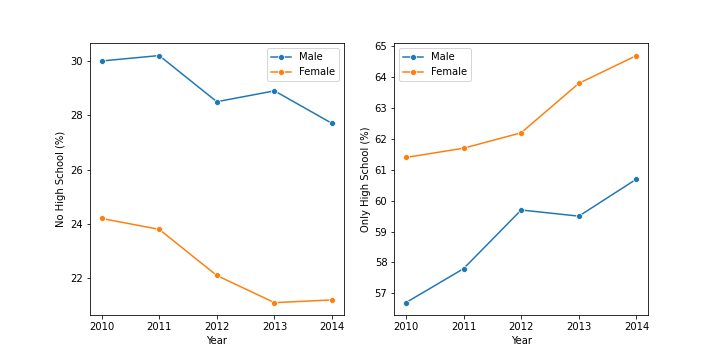 No High School (%)
30
28
26
24
22
Male
Female
2010 2011 2012 2013 2014
Year
Only High School (%)
65
64
63
62
61
60
59
58
57
Male
Female
2010 2011 2012 2013 2014
Year